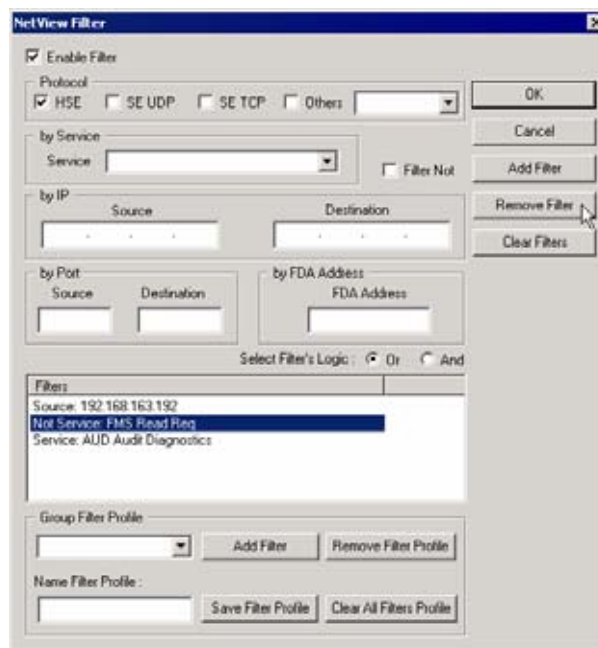 NetView Filter
Enable Filter
Protocol
HSE SE UDP SE TCP Others
OK
by Service
Cancel
Service
Filter Not
Add Filter
by IP
Source Destination
Remove Filter
Clear Filters
by Port by FDA Address
Source Destination FDA Address
Select Filter's Logic : Or And
Filters
Source: 192.168.163.192
Not Service: FMS Read Req
Service: AUD Audit Diagnostics
Group Filter Profile
Add Filter Remove Filter Profile
Name Filter Profile :
Save Filter Profile Clear All Filters Profile